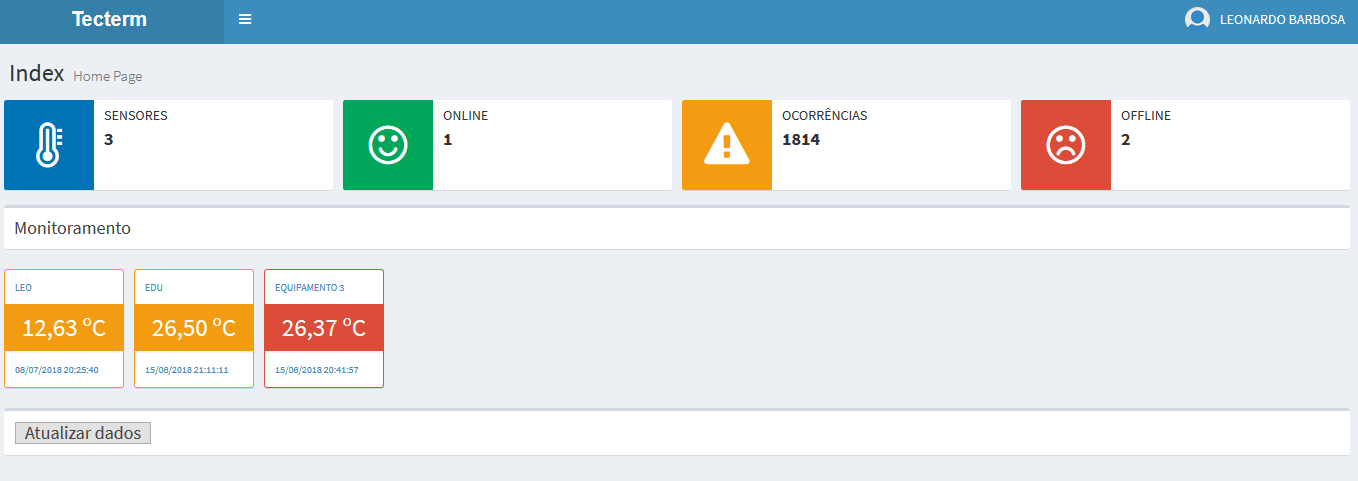 Tecterm
LEONARDO BARBOSA
Index Home Page
SENSORES
3
ONLINE
1
OCORRÊNCIAS
1814
OFFLINE
2
Monitoramento
LEO
12,63 ºC
08/07/2018 20:25:40
EDU
26,50 ºC
15/06/2018 21:11:11
EQUIPAMENTO 3
26,37 ºC
15/06/2018 20:41:57
Atualizar dados